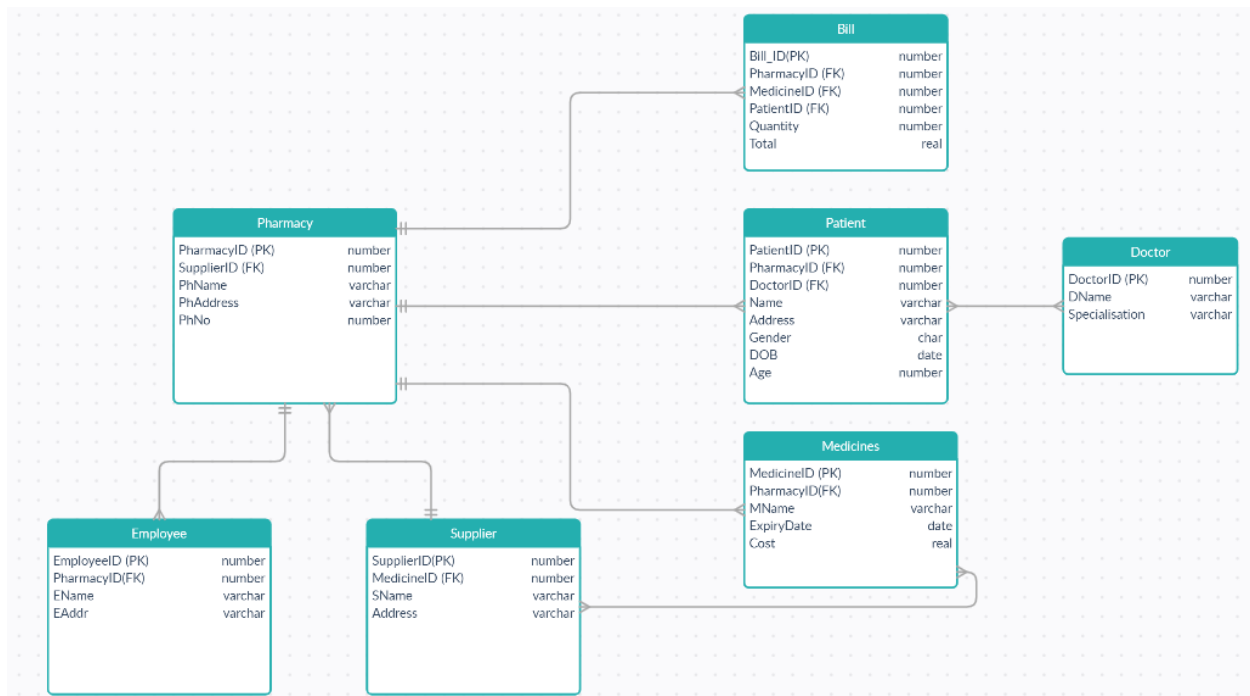 Bill
Bill_ID(PK) number
PharmacyID (FK) number
MedicineID (FK) number
PatientID (FK) number
Quantity number
Total real
Pharmacy
PharmacyID (PK) number
SupplierID (FK) number
PhName varchar
PhAddress varchar
PhNo number
Patient
PatientID (PK) number
PharmacyID (FK) number
DoctorID (FK) number
Name varchar
Address varchar
Gender char
DOB date
Age number
Doctor
DoctorID (PK) number
DName varchar
Specialisation varchar
Medicines
MedicineID (PK) number
PharmacyID(FK) number
MName varchar
ExpiryDate date
Cost real
Employee
EmployeeID (PK) number
PharmacyID(FK) number
EName varchar
EAddr varchar
Supplier
SupplierID(PK) number
MedicineID (FK) number
SName varchar
Address varchar